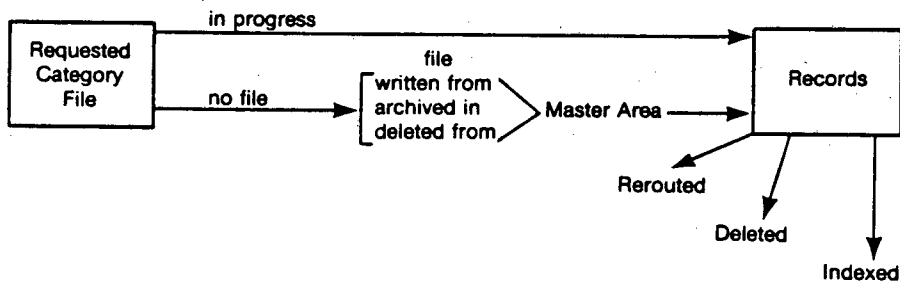 in progress
Requested
Category
File
Records
file
no file
written from
archived in
deleted from
Master Area
Rerouted
Deleted
Indexed